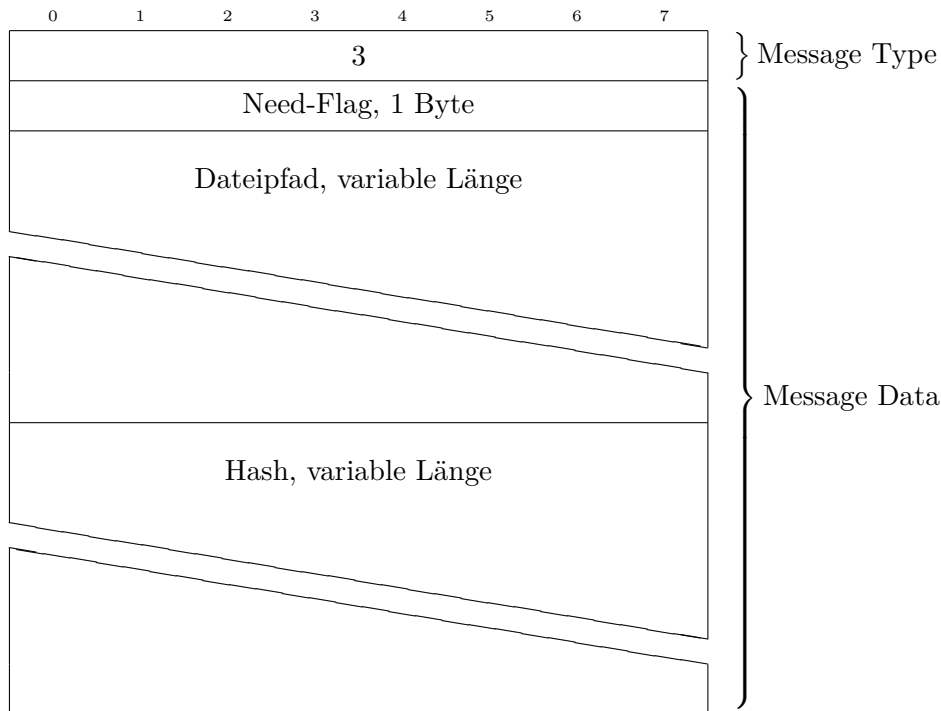 0 1 2 3 4 5 6 7
3
Message Type
Need-Flag, 1 Byte
Dateipfad, variable Länge
Message Data
Hash, variable Länge